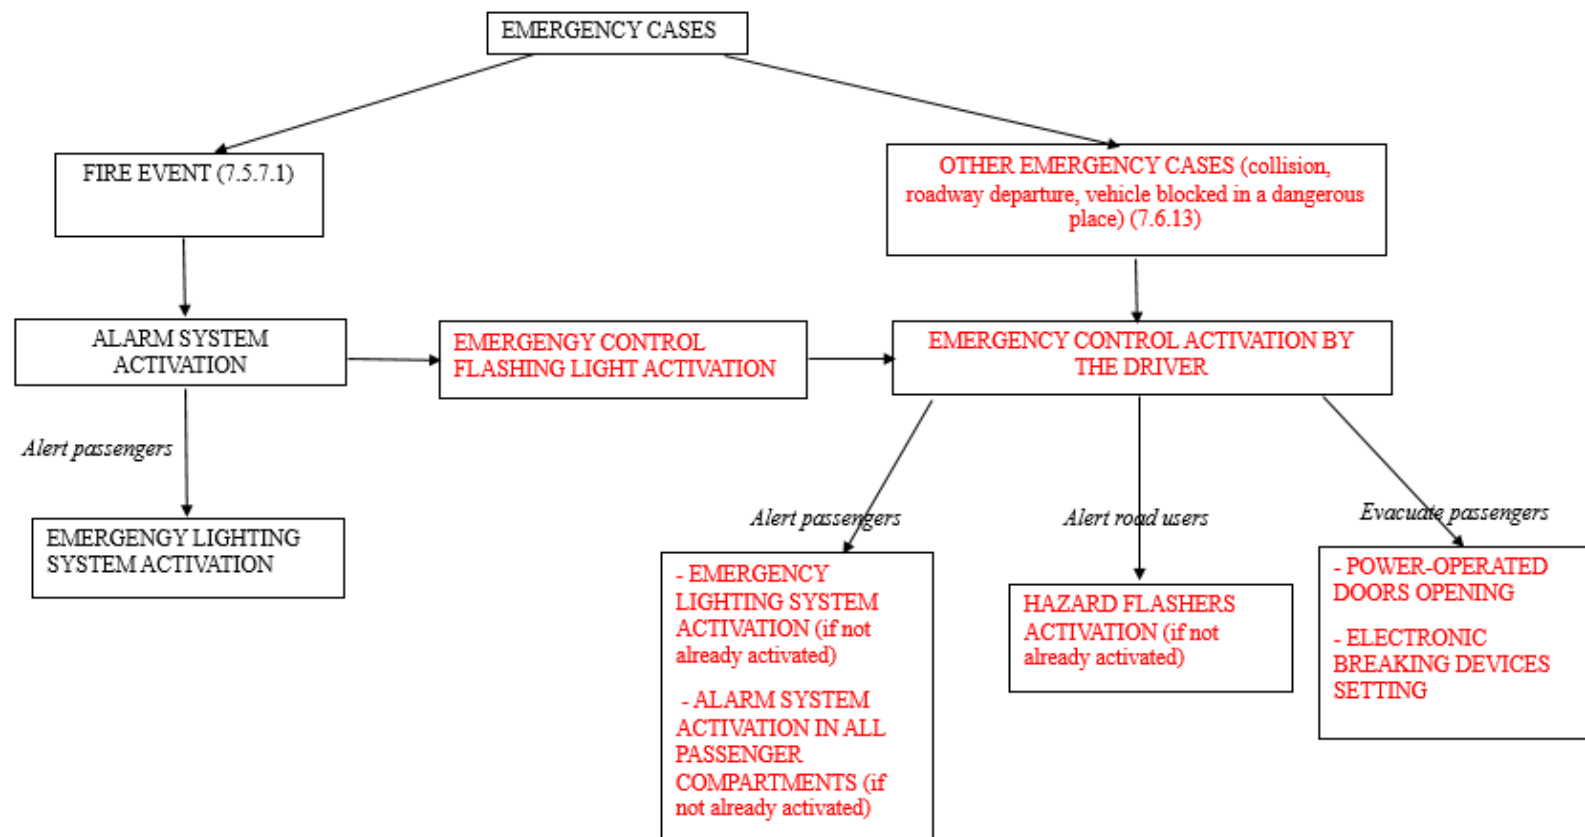 EMERGENCY CASES
FIRE EVENT (7.5.7.1)
OTHER EMERGENCY CASES (collision,
roadway departure, vehicle blocked in a dangerous
place) (7.6.13)
ALARM SYSTEM
ACTIVATION
EMERGENGY CONTROL
FLASHING LIGHT ACTIVATION
EMERGENCY CONTROL ACTIVATION BY
THE DRIVER
Alert passengers
EMERGENGY LIGHTING
SYSTEM ACTIVATION
Alert passengers
Alert road users
Evacuate passengers
- EMERGENCY
LIGHTING SYSTEM
ACTIVATION (if not
already activated)
- ALARM SYSTEM
ACTIVATION IN ALL
PASSENGER
COMPARTMENTS (if
not already activated)
HAZARD FLASHERS
ACTIVATION (if not
already activated)
- POWER-OPERATED
DOORS OPENING
- ELECTRONIC
BREAKING DEVICES
SETTING